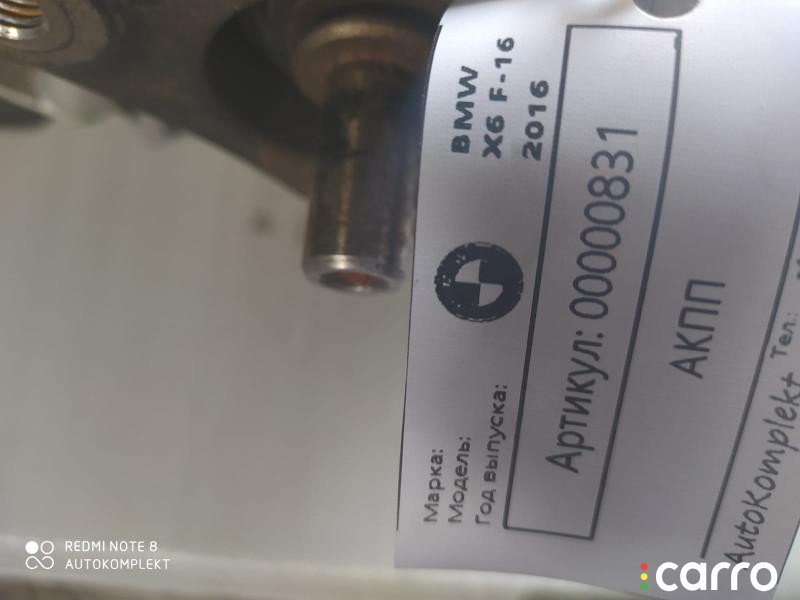 Марка: BMW
Модель: X6 F-16
Год выпуска: 2016
Артикул: 00000831
АКПП
AutoKomplekt Тел.:
REDMI NOTE 8
AUTOKOMPLEKT
carro